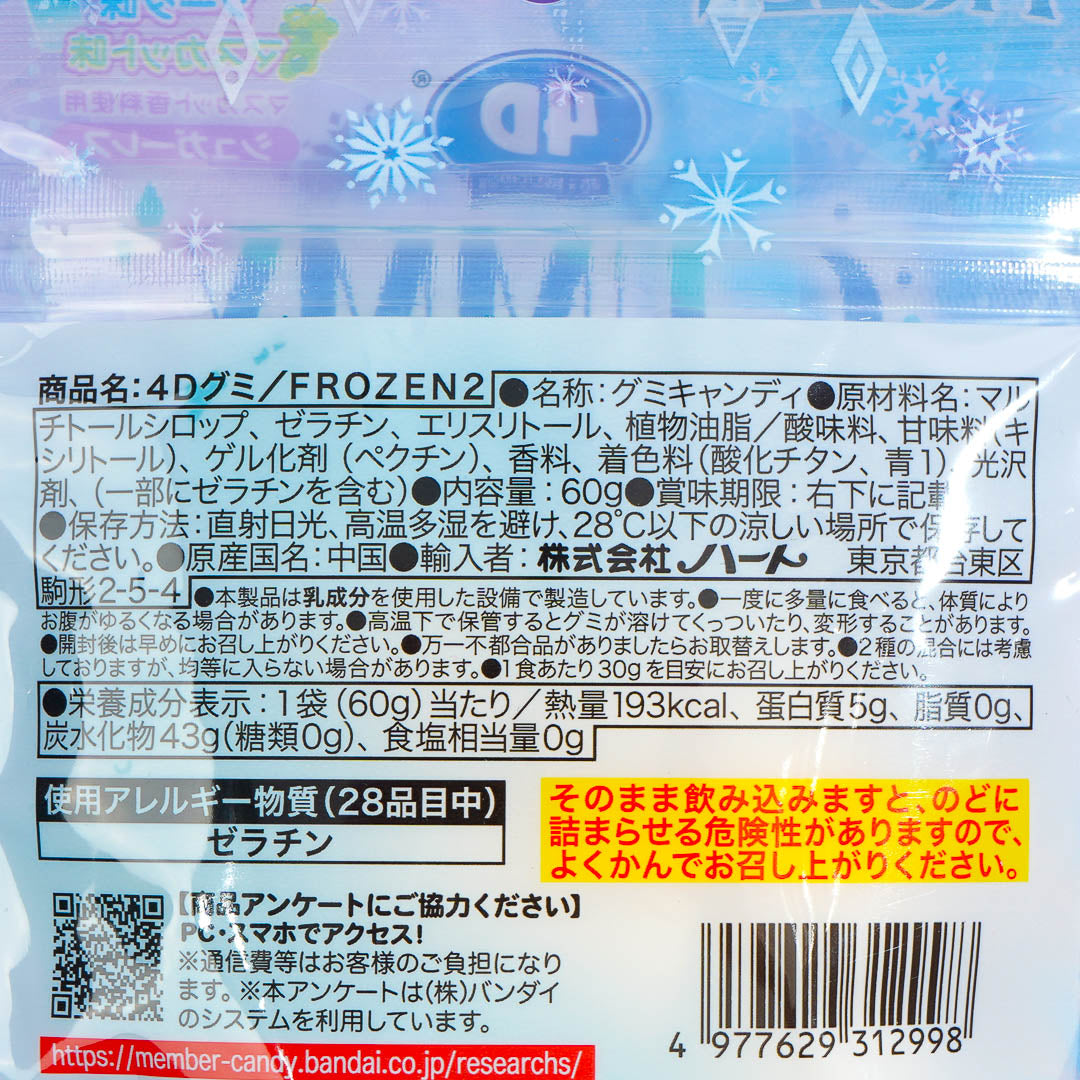 マスカット味
マスカット香料使用
シュガーレス
4D
®
商品名：4Dグミ／FROZEN2 ●名称：グミキャンディ●原材料名：マル
チトールシロップ、ゼラチン、エリスリトール、植物油脂／酸味料、甘味料（キ
シリトール）、ゲル化剤（ペクチン）、香料、着色料（酸化チタン、青1）、光沢
剤、（一部にゼラチンを含む）●内容量：60g●賞味期限：右下に記載
●保存方法：直射日光、高温多湿を避け、28℃以下の涼しい場所で保存して
ください。●原産国名：中国●輸入者：株式会社ハート 東京都台東区
駒形2-5-4
●本製品は乳成分を使用した設備で製造しています。●一度に多量に食べると、体質により
お腹がゆるくなる場合があります。●高温下で保管するとグミが溶けてくっついたり、変形することがあります。
●開封後は早めにお召し上がりください。●万一不都合品がありましたらお取替えします。●2種の混合には考慮
しておりますが、均等に入らない場合があります。●1食あたり30gを目安にお召し上がりください。
●栄養成分表示：1袋（60g）当たり／熱量193kcal、蛋白質5g、脂質0g、
炭水化物43g（糖類0g）、食塩相当量0g
使用アレルギー物質（28品目中）
ゼラチン
そのまま飲み込みますと、のどに
詰まらせる危険性がありますので、
よくかんでお召し上がりください。
【商品アンケートにご協力ください】
PC・スマホでアクセス！
※通信費等はお客様のご負担になり
ます。※本アンケートは（株）バンダイ
のシステムを利用しています。
https://member-candy.bandai.co.jp/researchs/
4 977629 312998